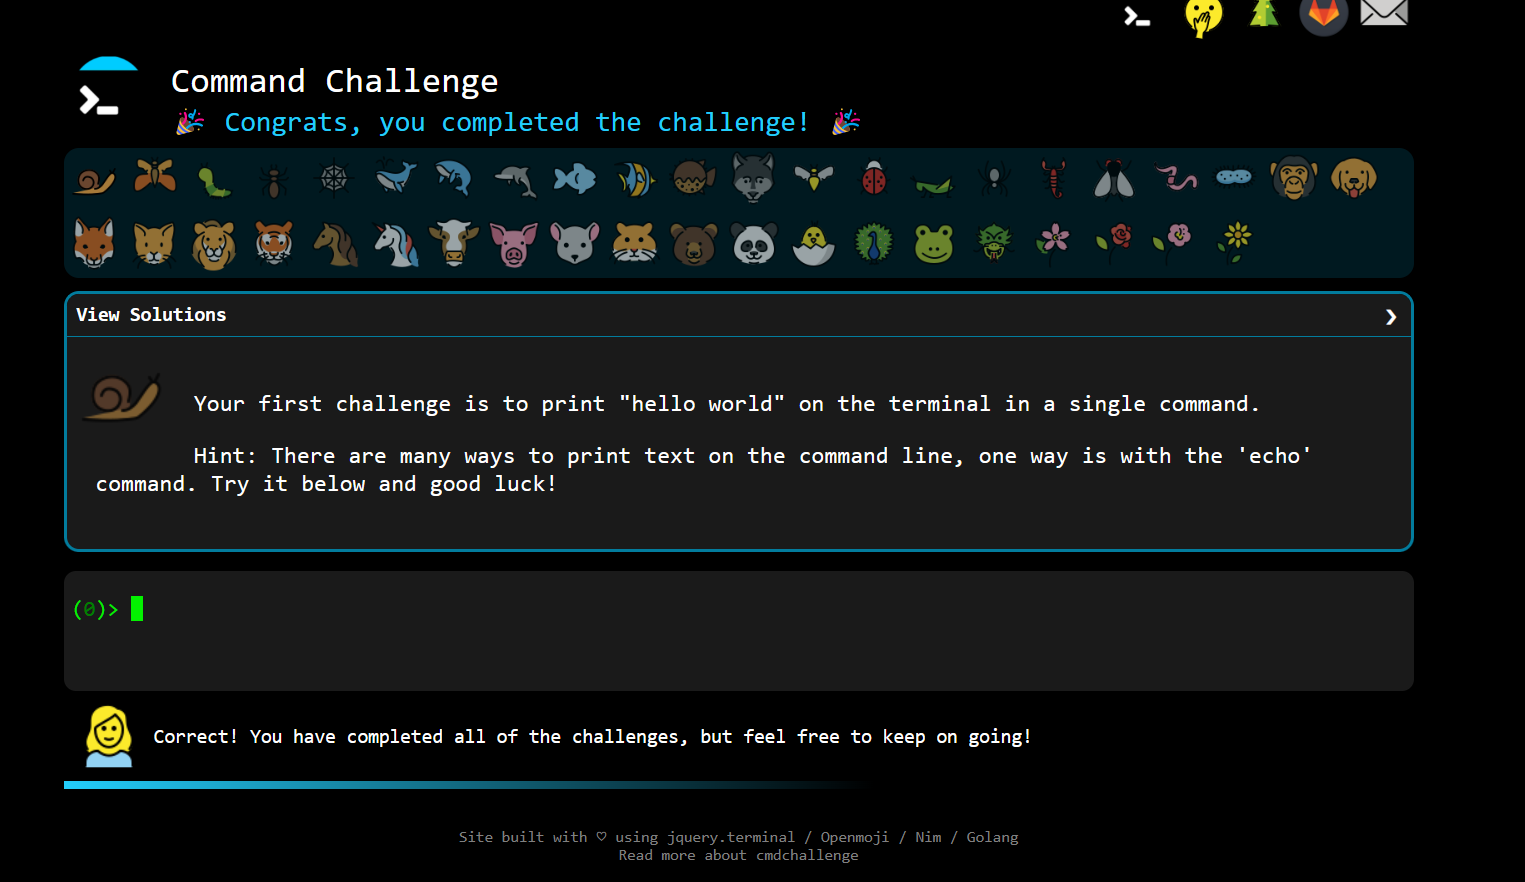 Command Challenge
🎉 Congrats, you completed the challenge! 🎉
View Solutions
Your first challenge is to print "hello world" on the terminal in a single command.
Hint: There are many ways to print text on the command line, one way is with the 'echo'
command. Try it below and good luck!
(0)>
Correct! You have completed all of the challenges, but feel free to keep on going!
Site built with ♡ using jquery.terminal / Openmoji / Nim / Golang
Read more about cmdchallenge